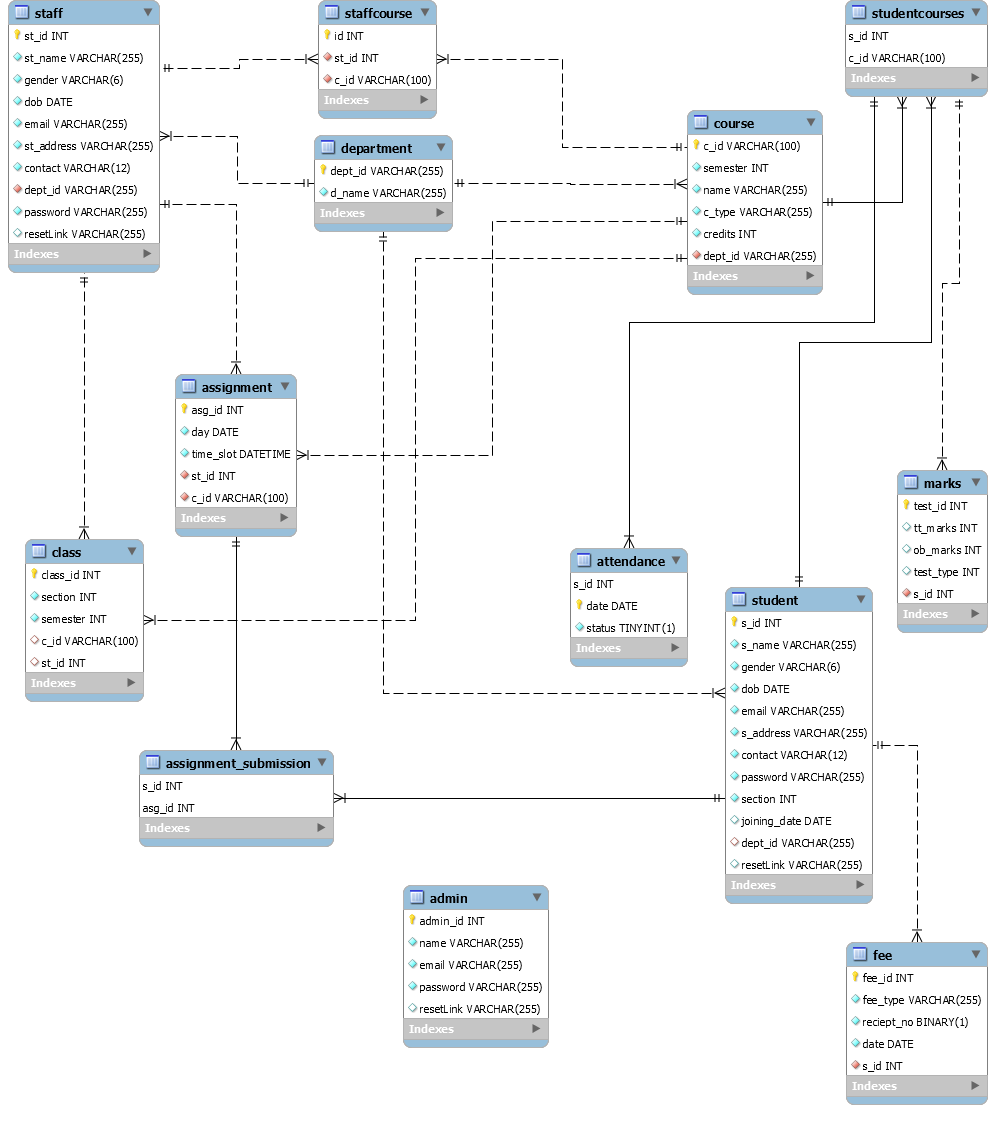 staff
st_id INT
st_name VARCHAR(255)
gender VARCHAR(6)
dob DATE
email VARCHAR(255)
st_address VARCHAR(255)
contact VARCHAR(12)
dept_id VARCHAR(255)
password VARCHAR(255)
resetLink VARCHAR(255)
Indexes
staffcourse
id INT
st_id INT
c_id VARCHAR(100)
Indexes
studentcourses
s_id INT
c_id VARCHAR(100)
Indexes
department
dept_id VARCHAR(255)
d_name VARCHAR(255)
Indexes
course
c_id VARCHAR(100)
semester INT
name VARCHAR(255)
c_type VARCHAR(255)
credits INT
dept_id VARCHAR(255)
Indexes
assignment
asg_id INT
day DATE
time_slot DATETIME
st_id INT
c_id VARCHAR(100)
Indexes
marks
test_id INT
tt_marks INT
ob_marks INT
test_type INT
s_id INT
Indexes
class
class_id INT
section INT
semester INT
c_id VARCHAR(100)
st_id INT
Indexes
attendance
s_id INT
date DATE
status TINYINT(1)
Indexes
student
s_id INT
s_name VARCHAR(255)
gender VARCHAR(6)
dob DATE
email VARCHAR(255)
s_address VARCHAR(255)
contact VARCHAR(12)
password VARCHAR(255)
section INT
joining_date DATE
dept_id VARCHAR(255)
resetLink VARCHAR(255)
Indexes
assignment_submission
s_id INT
asg_id INT
Indexes
admin
admin_id INT
name VARCHAR(255)
email VARCHAR(255)
password VARCHAR(255)
resetLink VARCHAR(255)
Indexes
fee
fee_id INT
fee_type VARCHAR(255)
reciept_no BINARY(1)
date DATE
s_id INT
Indexes